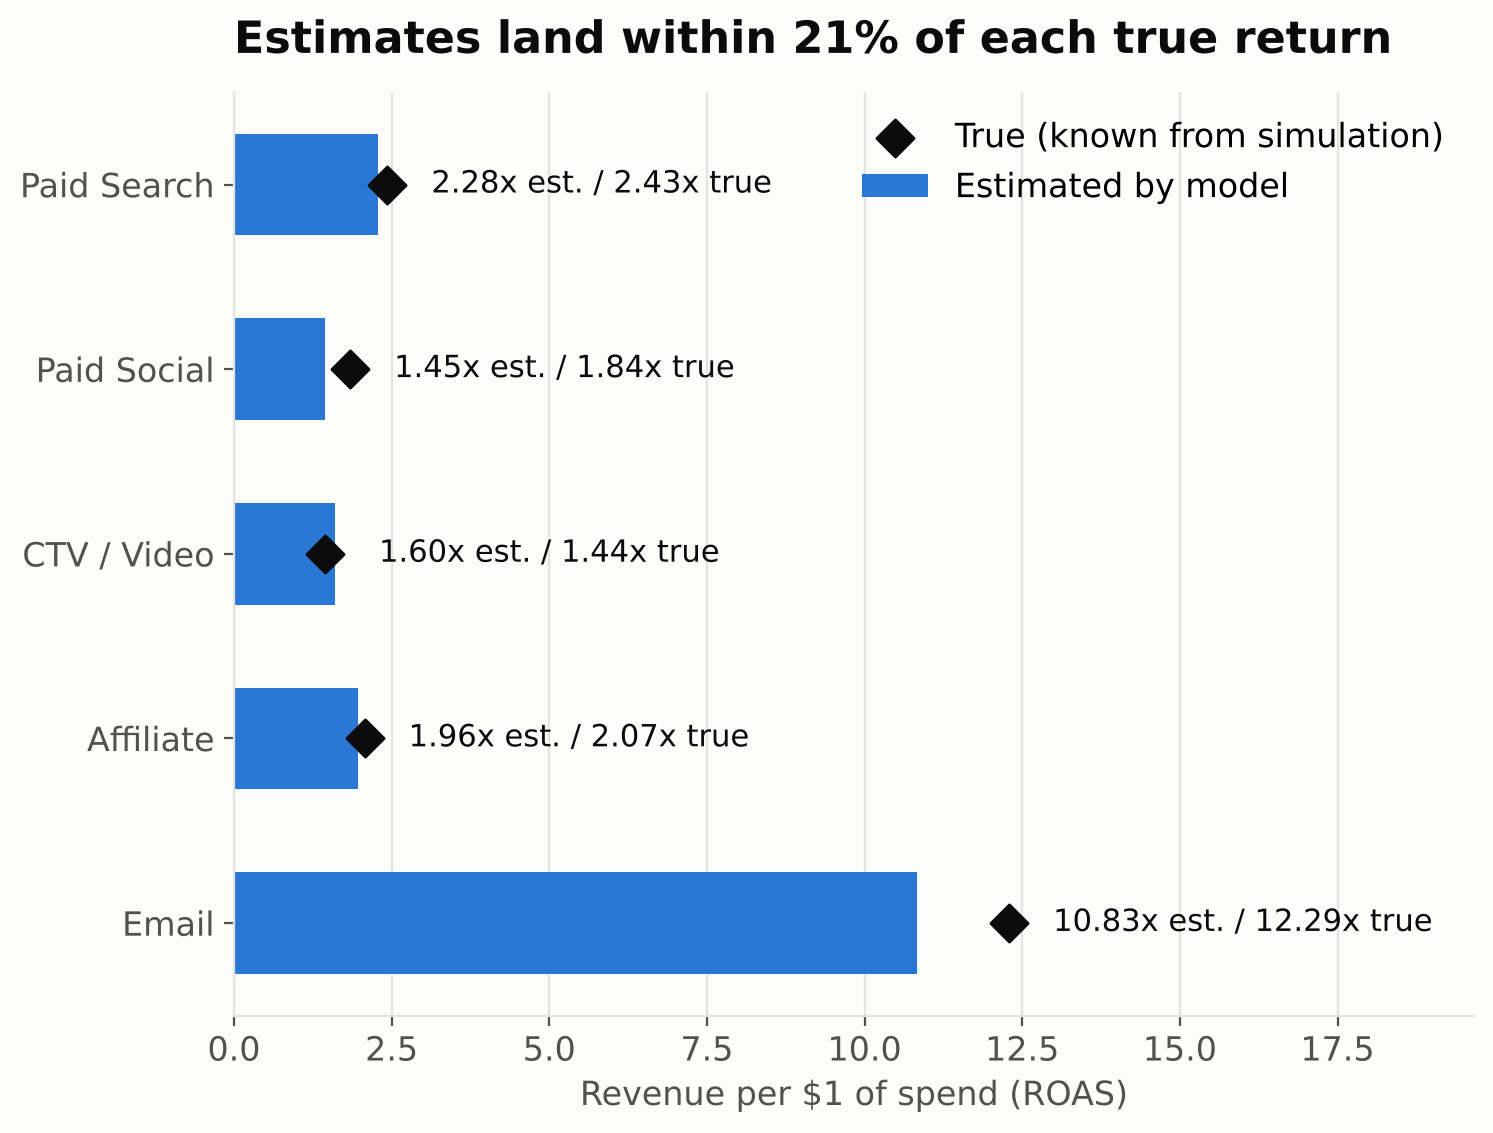 Estimates land within 21% of each true return
True (known from simulation)
Estimated by model
Paid Search
2.28x est. / 2.43x true
Paid Social
1.45x est. / 1.84x true
CTV / Video
1.60x est. / 1.44x true
Affiliate
1.96x est. / 2.07x true
Email
10.83x est. / 12.29x true
0.0 2.5 5.0 7.5 10.0 12.5 15.0 17.5
Revenue per $1 of spend (ROAS)